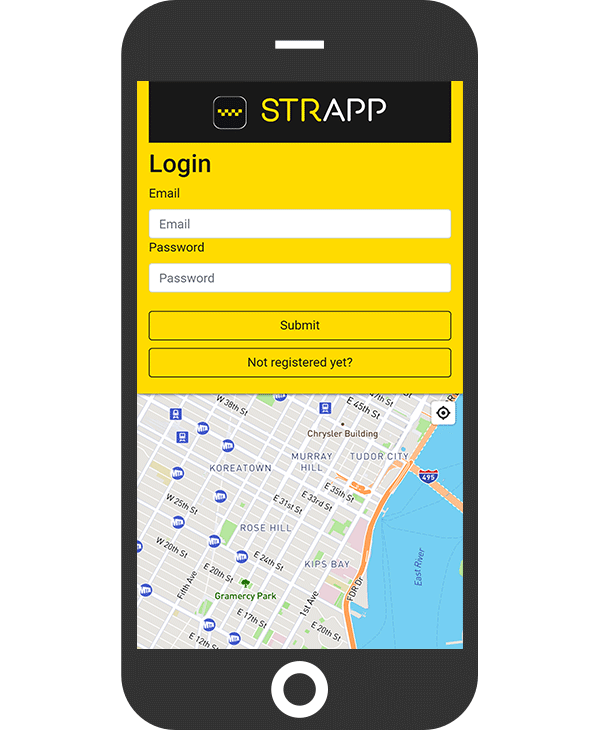 STRAPP
Login
Email
Email
Password
Password
Submit
Not registered yet?
W 38th St
E 45th St
Chrysler Building
MURRAY
HILL
TUDOR CITY
KOREATOWN
495
E 35th St
E 33rd St
E 31st St
W 25th St
ROSE HILL
W 20th St
E 24th St
KIPS BAY
East River
E 20th St
Fifth Ave
FDR Dr
Gramercy Park
1st Ave
E 17th St
E 20th St
E 12th St